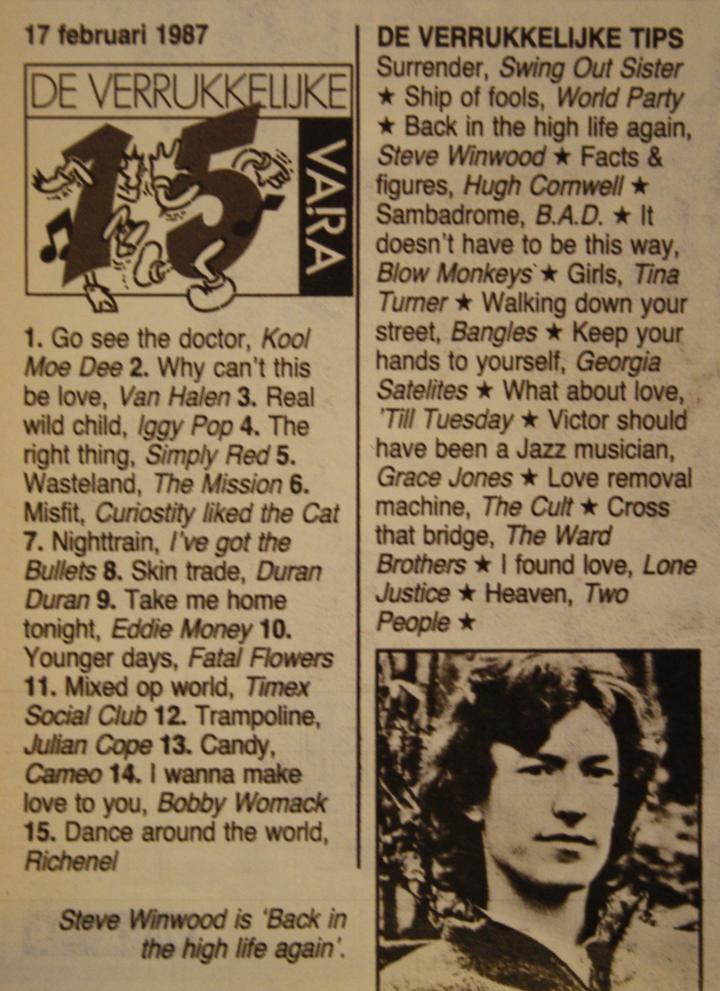 17 februari 1987
DE VERRUKKELIJKE
15
VARA
1. Go see the doctor, Kool
Moe Dee 2. Why can't this
be love, Van Halen 3. Real
wild child, Iggy Pop 4. The
right thing, Simply Red 5.
Wasteland, The Mission 6.
Misfit, Curiostity liked the Cat
7. Nighttrain, I've got the
Bullets 8. Skin trade, Duran
Duran 9. Take me home
tonight, Eddie Money 10.
Younger days, Fatal Flowers
11. Mixed op world, Timex
Social Club 12. Trampoline,
Julian Cope 13. Candy,
Cameo 14. I wanna make
love to you, Bobby Womack
15. Dance around the world,
Richenel
Steve Winwood is 'Back in
the high life again'.
DE VERRUKKELIJKE TIPS
Surrender, Swing Out Sister
★ Ship of fools, World Party
★ Back in the high life again,
Steve Winwood ★ Facts &
figures, Hugh Cornwell ★
Sambadrome, B.A.D. ★ It
doesn't have to be this way,
Blow Monkeys ★ Girls, Tina
Turner ★ Walking down your
street, Bangles ★ Keep your
hands to yourself, Georgia
Satelites ★ What about love,
'Till Tuesday ★ Victor should
have been a Jazz musician,
Grace Jones ★ Love removal
machine, The Cult ★ Cross
that bridge, The Ward
Brothers ★ I found love, Lone
Justice ★ Heaven, Two
People ★